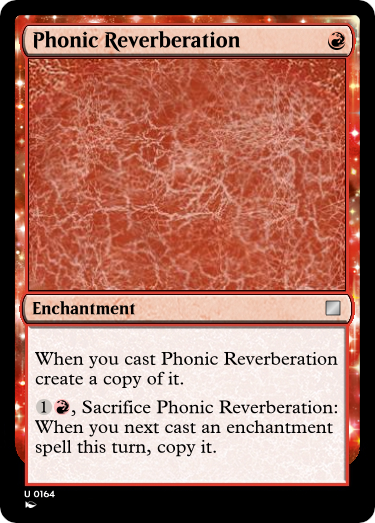 Phonic Reverberation
Enchantment
When you cast Phonic Reverberation
create a copy of it.
1 , Sacrifice Phonic Reverberation:
When you next cast an enchantment
spell this turn, copy it.
U 0164